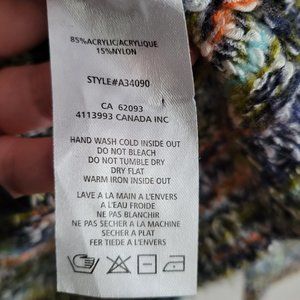 85%ACRYLIC/ACRYLIQUE
15%NYLON
STYLE#A34090
CA 62093
4113993 CANADA INC
HAND WASH COLD INSIDE OUT
DO NOT BLEACH
DO NOT TUMBLE DRY
DRY FLAT
WARM IRON INSIDE OUT
LAVE A LA MAIN A L'ENVERS
A L'EAU FROIDE
NE PAS BLANCHIR
NE PAS SECHER A LA MACHINE
SECHER A PLAT
FER TIEDE A L'ENVERS